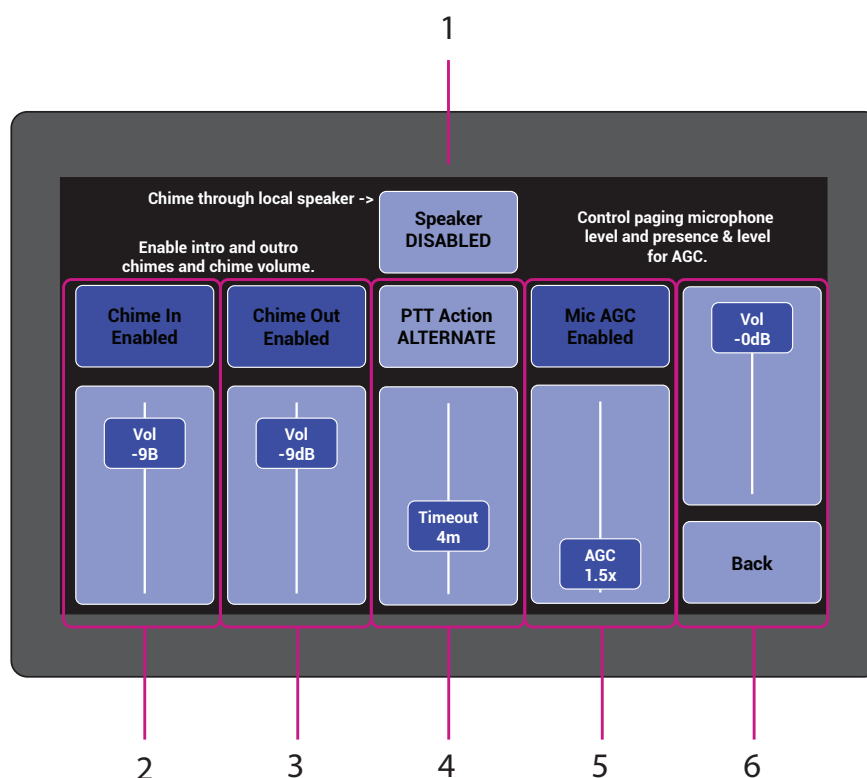 1
Chime through local speaker ->
Speaker
DISABLED
Control paging microphone
level and presence & level
for AGC.
Enable intro and outro
chimes and chime volume.
Chime In
Enabled
Chime Out
Enabled
PTT Action
ALTERNATE
Mic AGC
Enabled
Vol
-0dB
Vol
-9B
Vol
-9dB
Timeout
4m
AGC
1.5x
Back
2
3
4
5
6